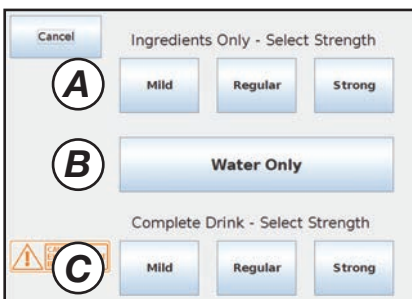 Cancel
Ingredients Only - Select Strength
A
Mild Regular Strong
B
Water Only
Complete Drink - Select Strength
C
Mild Regular Strong